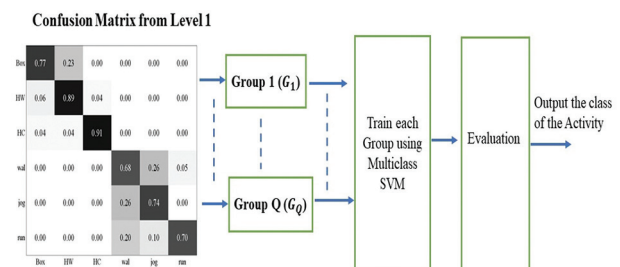 Confusion Matrix from Level 1
Box 0.77 0.23 0.00 0.00 0.00 0.00
HW 0.06 0.89 0.04 0.00 0.00 0.00
HC 0.04 0.04 0.91 0.00 0.00 0.00
wal 0.00 0.00 0.00 0.68 0.26 0.05
jog 0.00 0.00 0.00 0.26 0.74 0.00
run 0.00 0.00 0.00 0.20 0.10 0.70
Box HW HC wal jog run
Group 1 (G₁)
Group Q (G_Q)
Train each
Group using
Multiclass
SVM
Evaluation
Output the class
of the Activity